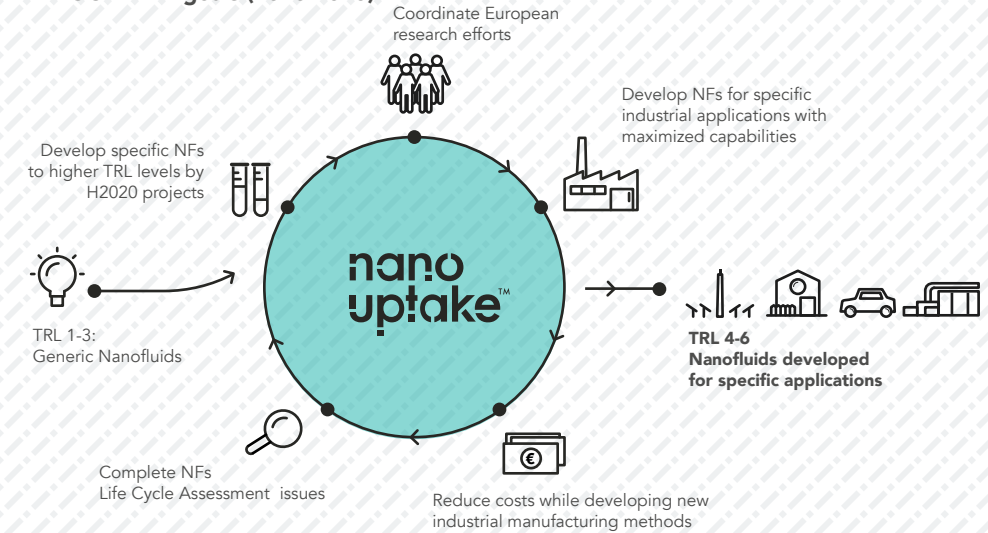 Coordinate European
research efforts
Develop NFs for specific
industrial applications with
maximized capabilities
Develop specific NFs
to higher TRL levels by
H2020 projects
nano
uptake™
TRL 1-3:
Generic Nanofluids
TRL 4-6
Nanofluids developed
for specific applications
€
Complete NFs
Life Cycle Assessment issues
Reduce costs while developing new
industrial manufacturing methods